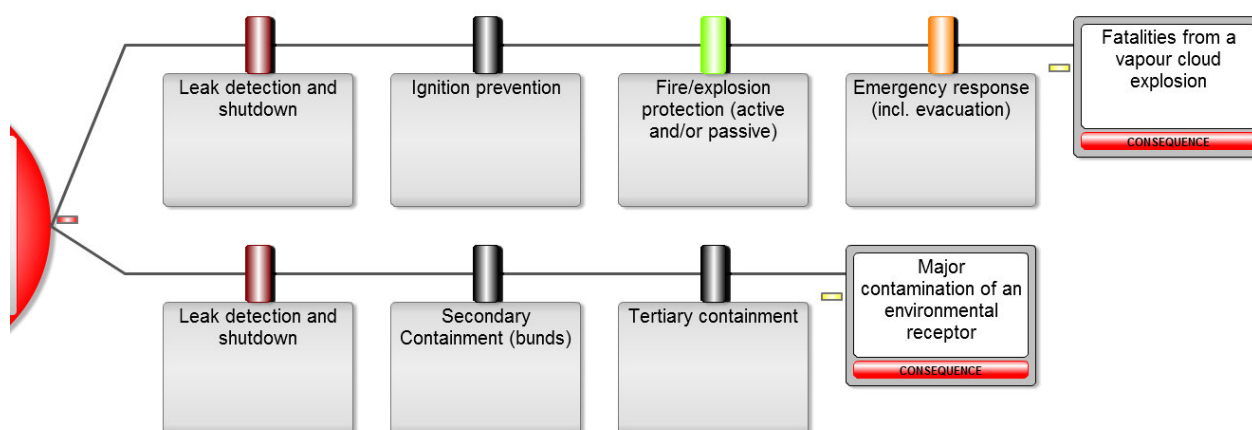 Leak detection and
shutdown
Ignition prevention
Fire/explosion
protection (active
and/or passive)
Emergency response
(incl. evacuation)
Fatalities from a
vapour cloud
explosion
CONSEQUENCE
Leak detection and
shutdown
Secondary
Containment (bunds)
Tertiary containment
Major
contamination of an
environmental
receptor
CONSEQUENCE